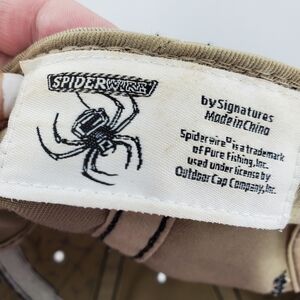 SPIDERWIRE
by Signatures
Made in China
Spiderwire® is a trademark
of Pure Fishing, Inc.
used under license by
Outdoor Cap Company, Inc.